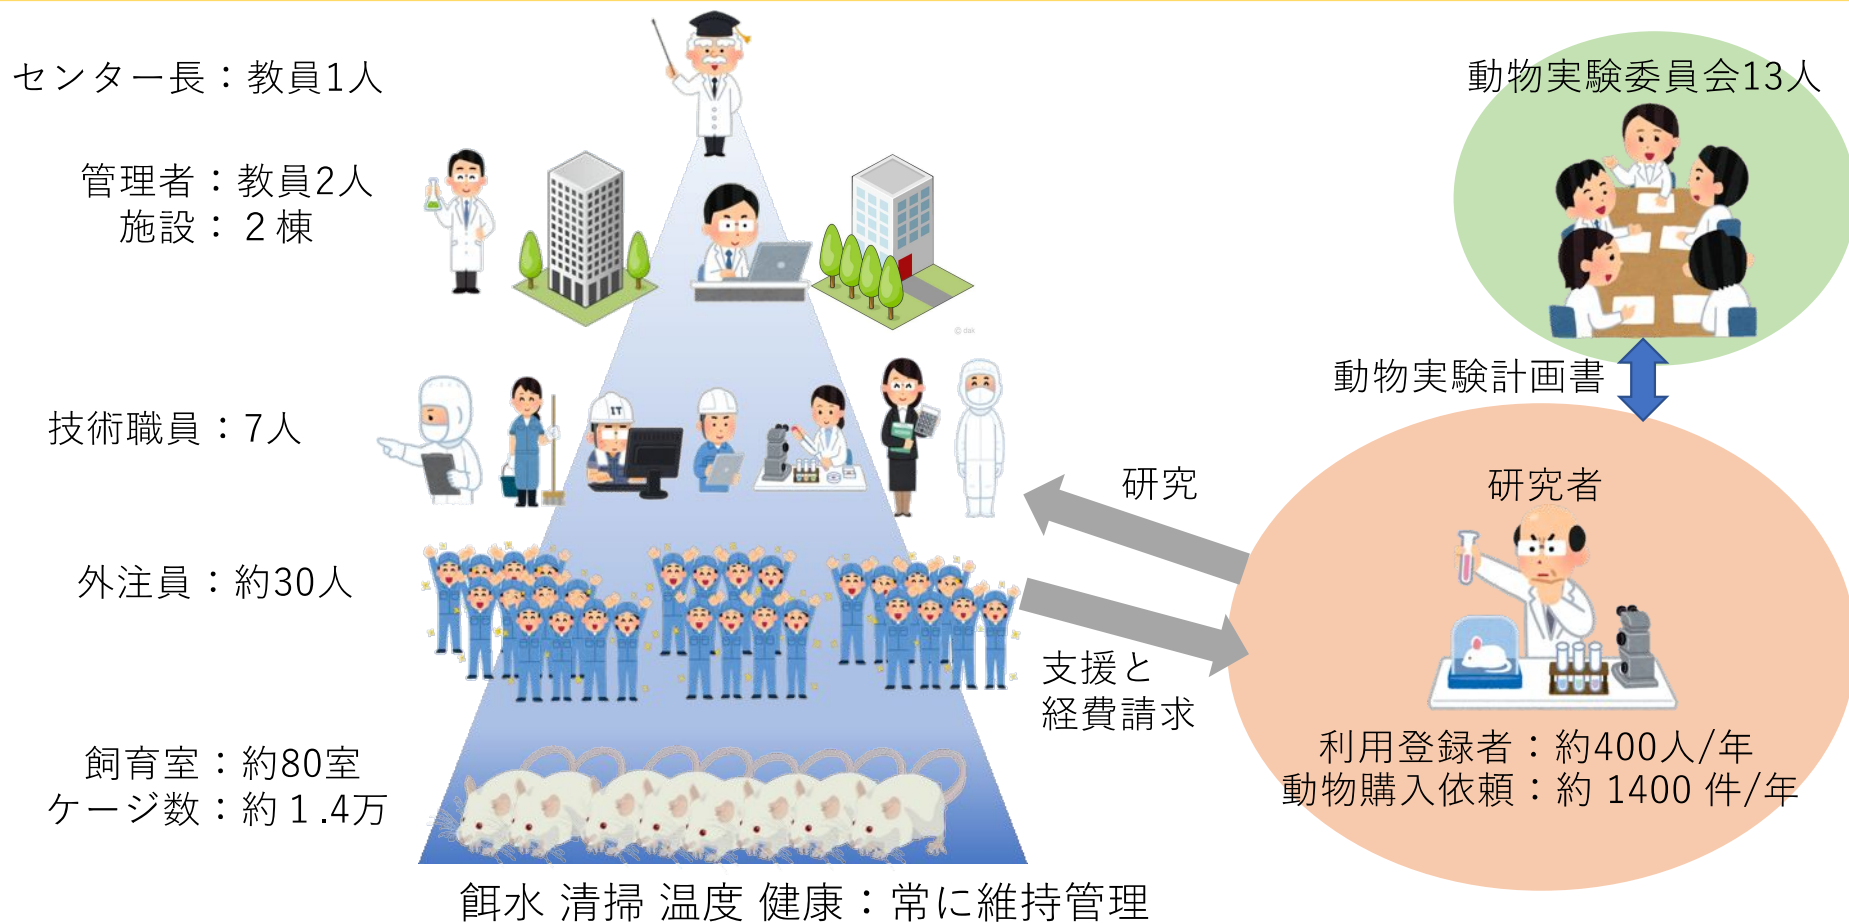 センター長：教員1人
管理者：教員2人
施設：２棟
技術職員：7人
外注員：約30人
飼育室：約80室
ケージ数：約１.4万
餌水 清掃 温度 健康：常に維持管理
IT
© dak
研究
支援と
経費請求
動物実験委員会13人
動物実験計画書
研究者
利用登録者：約400人/年
動物購入依頼：約 1400 件/年